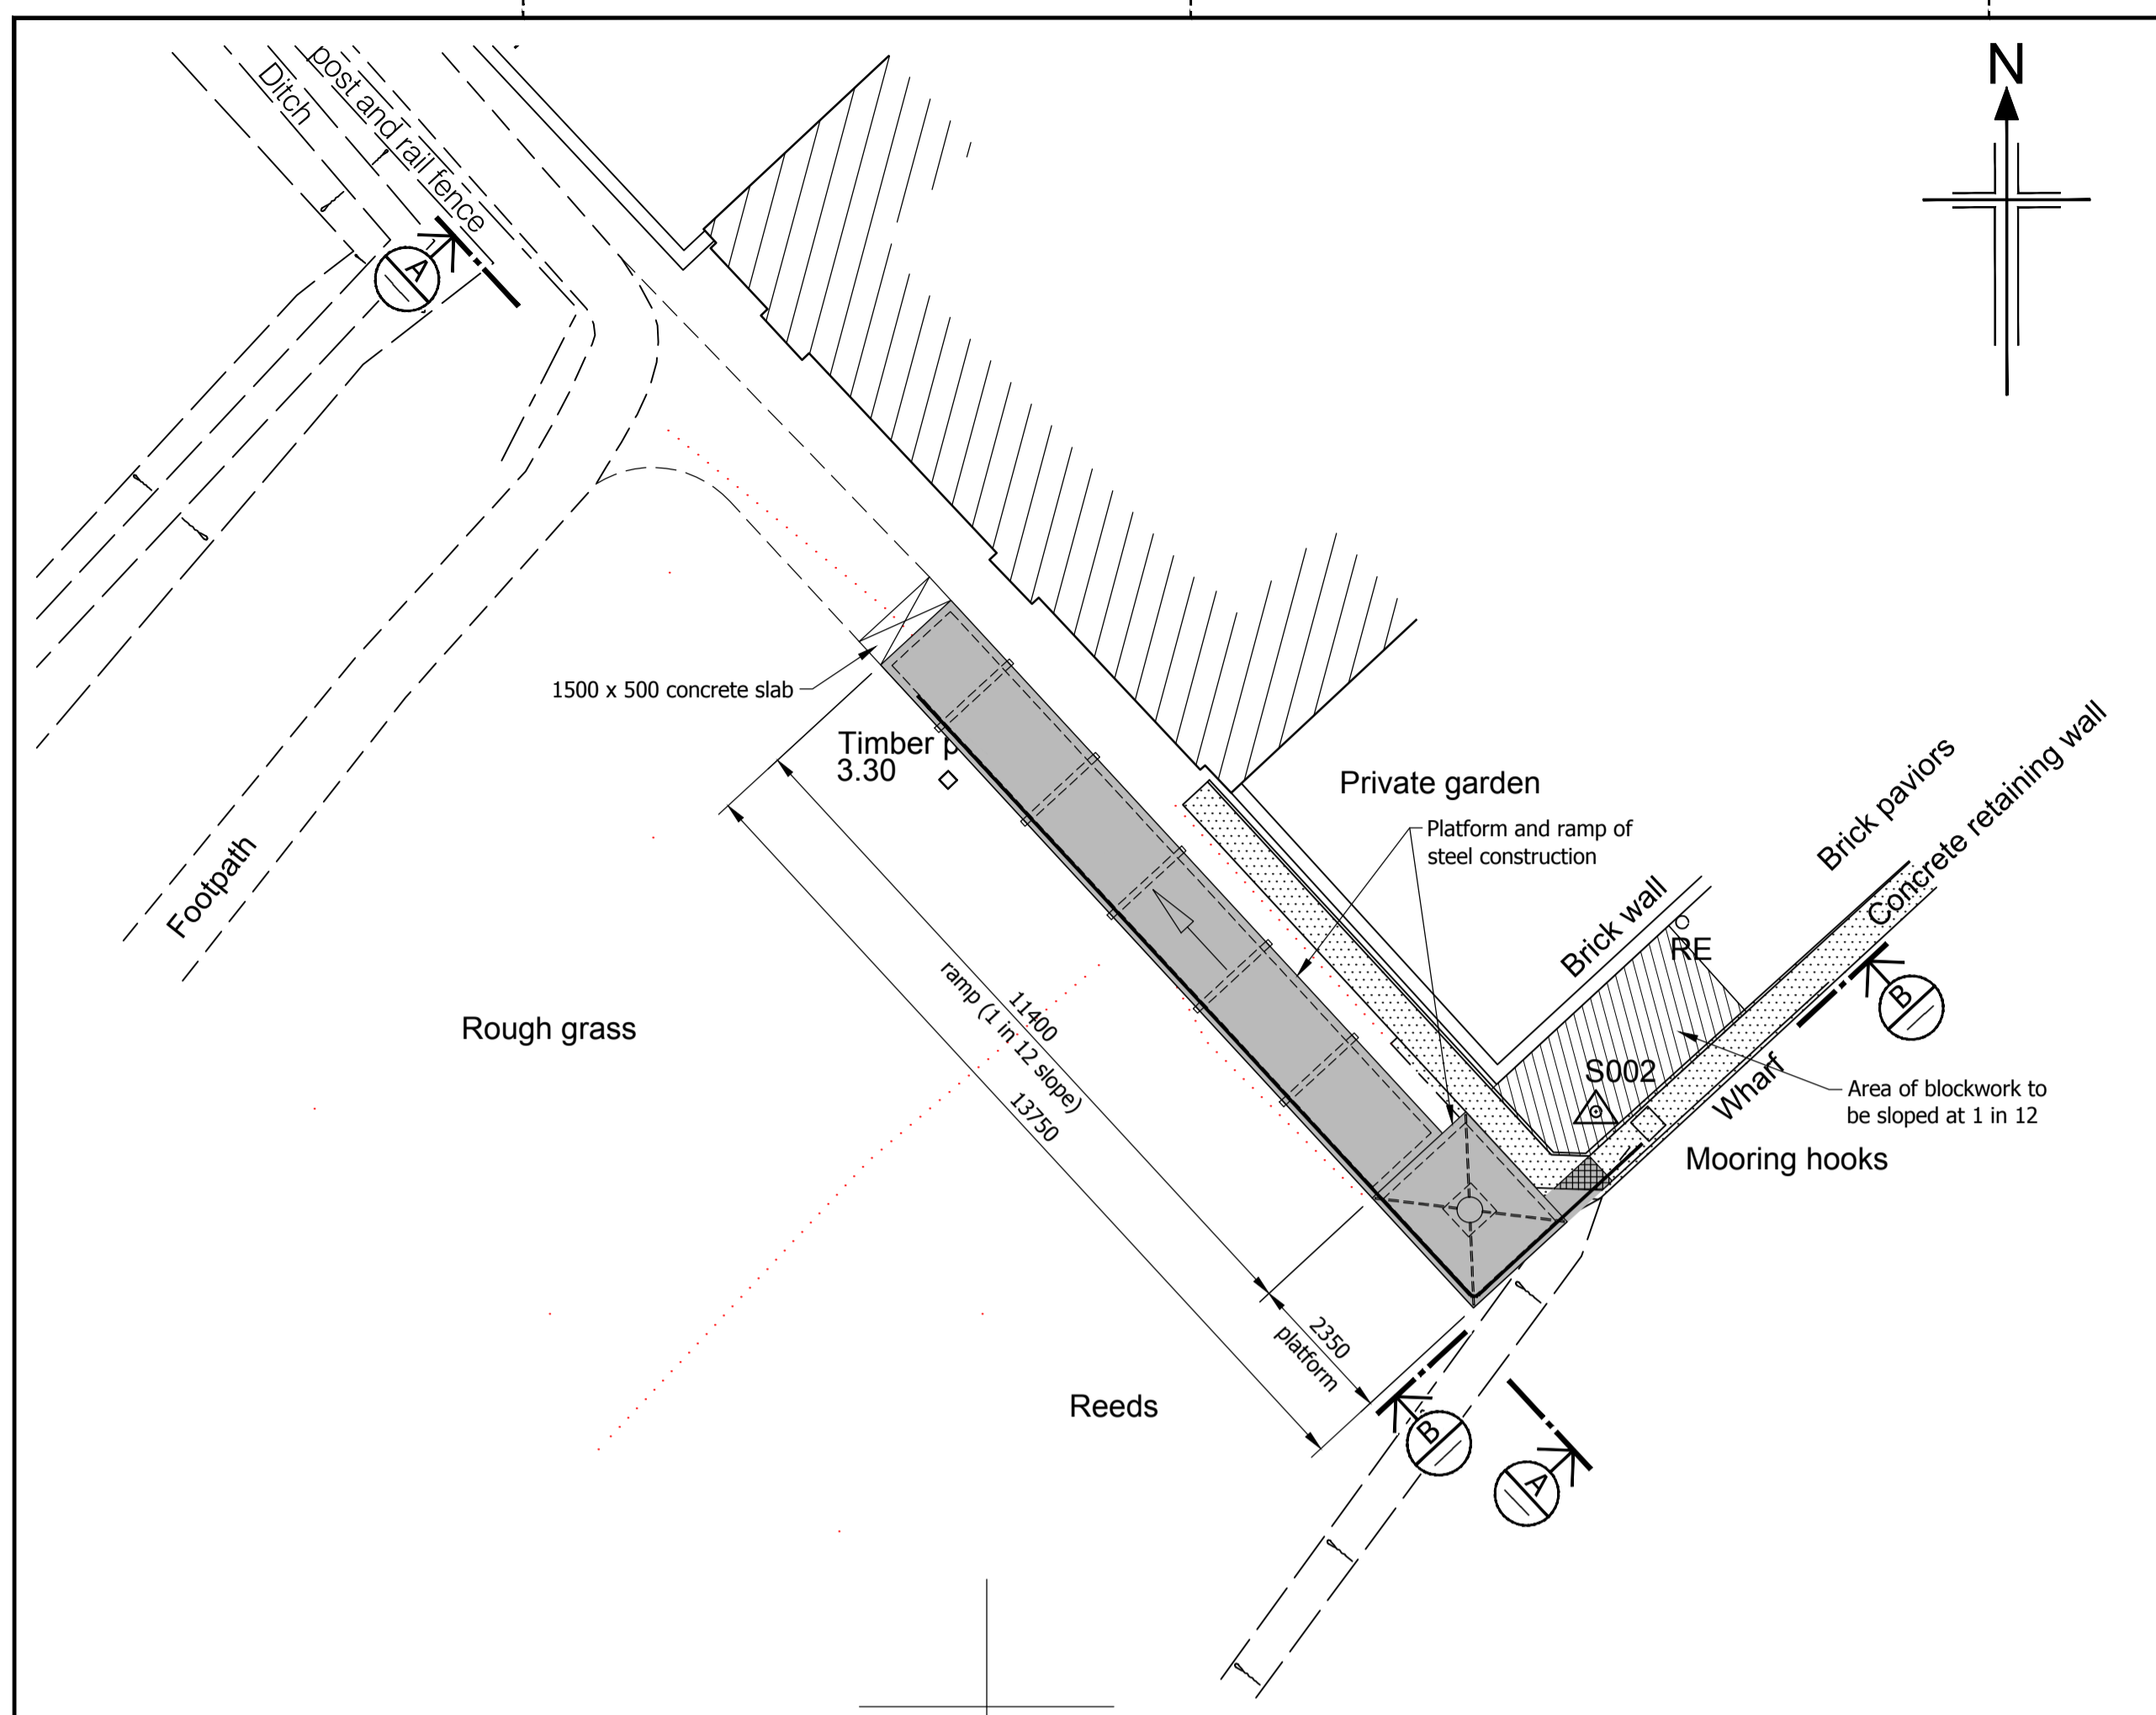 N
post and rail fence
Ditch
A
1500 x 500 concrete slab
Timber p
3.30
Private garden
Platform and ramp of
steel construction
Brick paviors
Concrete retaining wall
Brick wall
RE
Footpath
B
Rough grass
11400
ramp (1 in 12 slope)
13750
S002
Wharf
Area of blockwork to
be sloped at 1 in 12
Mooring hooks
2350
platform
Reeds
B
A